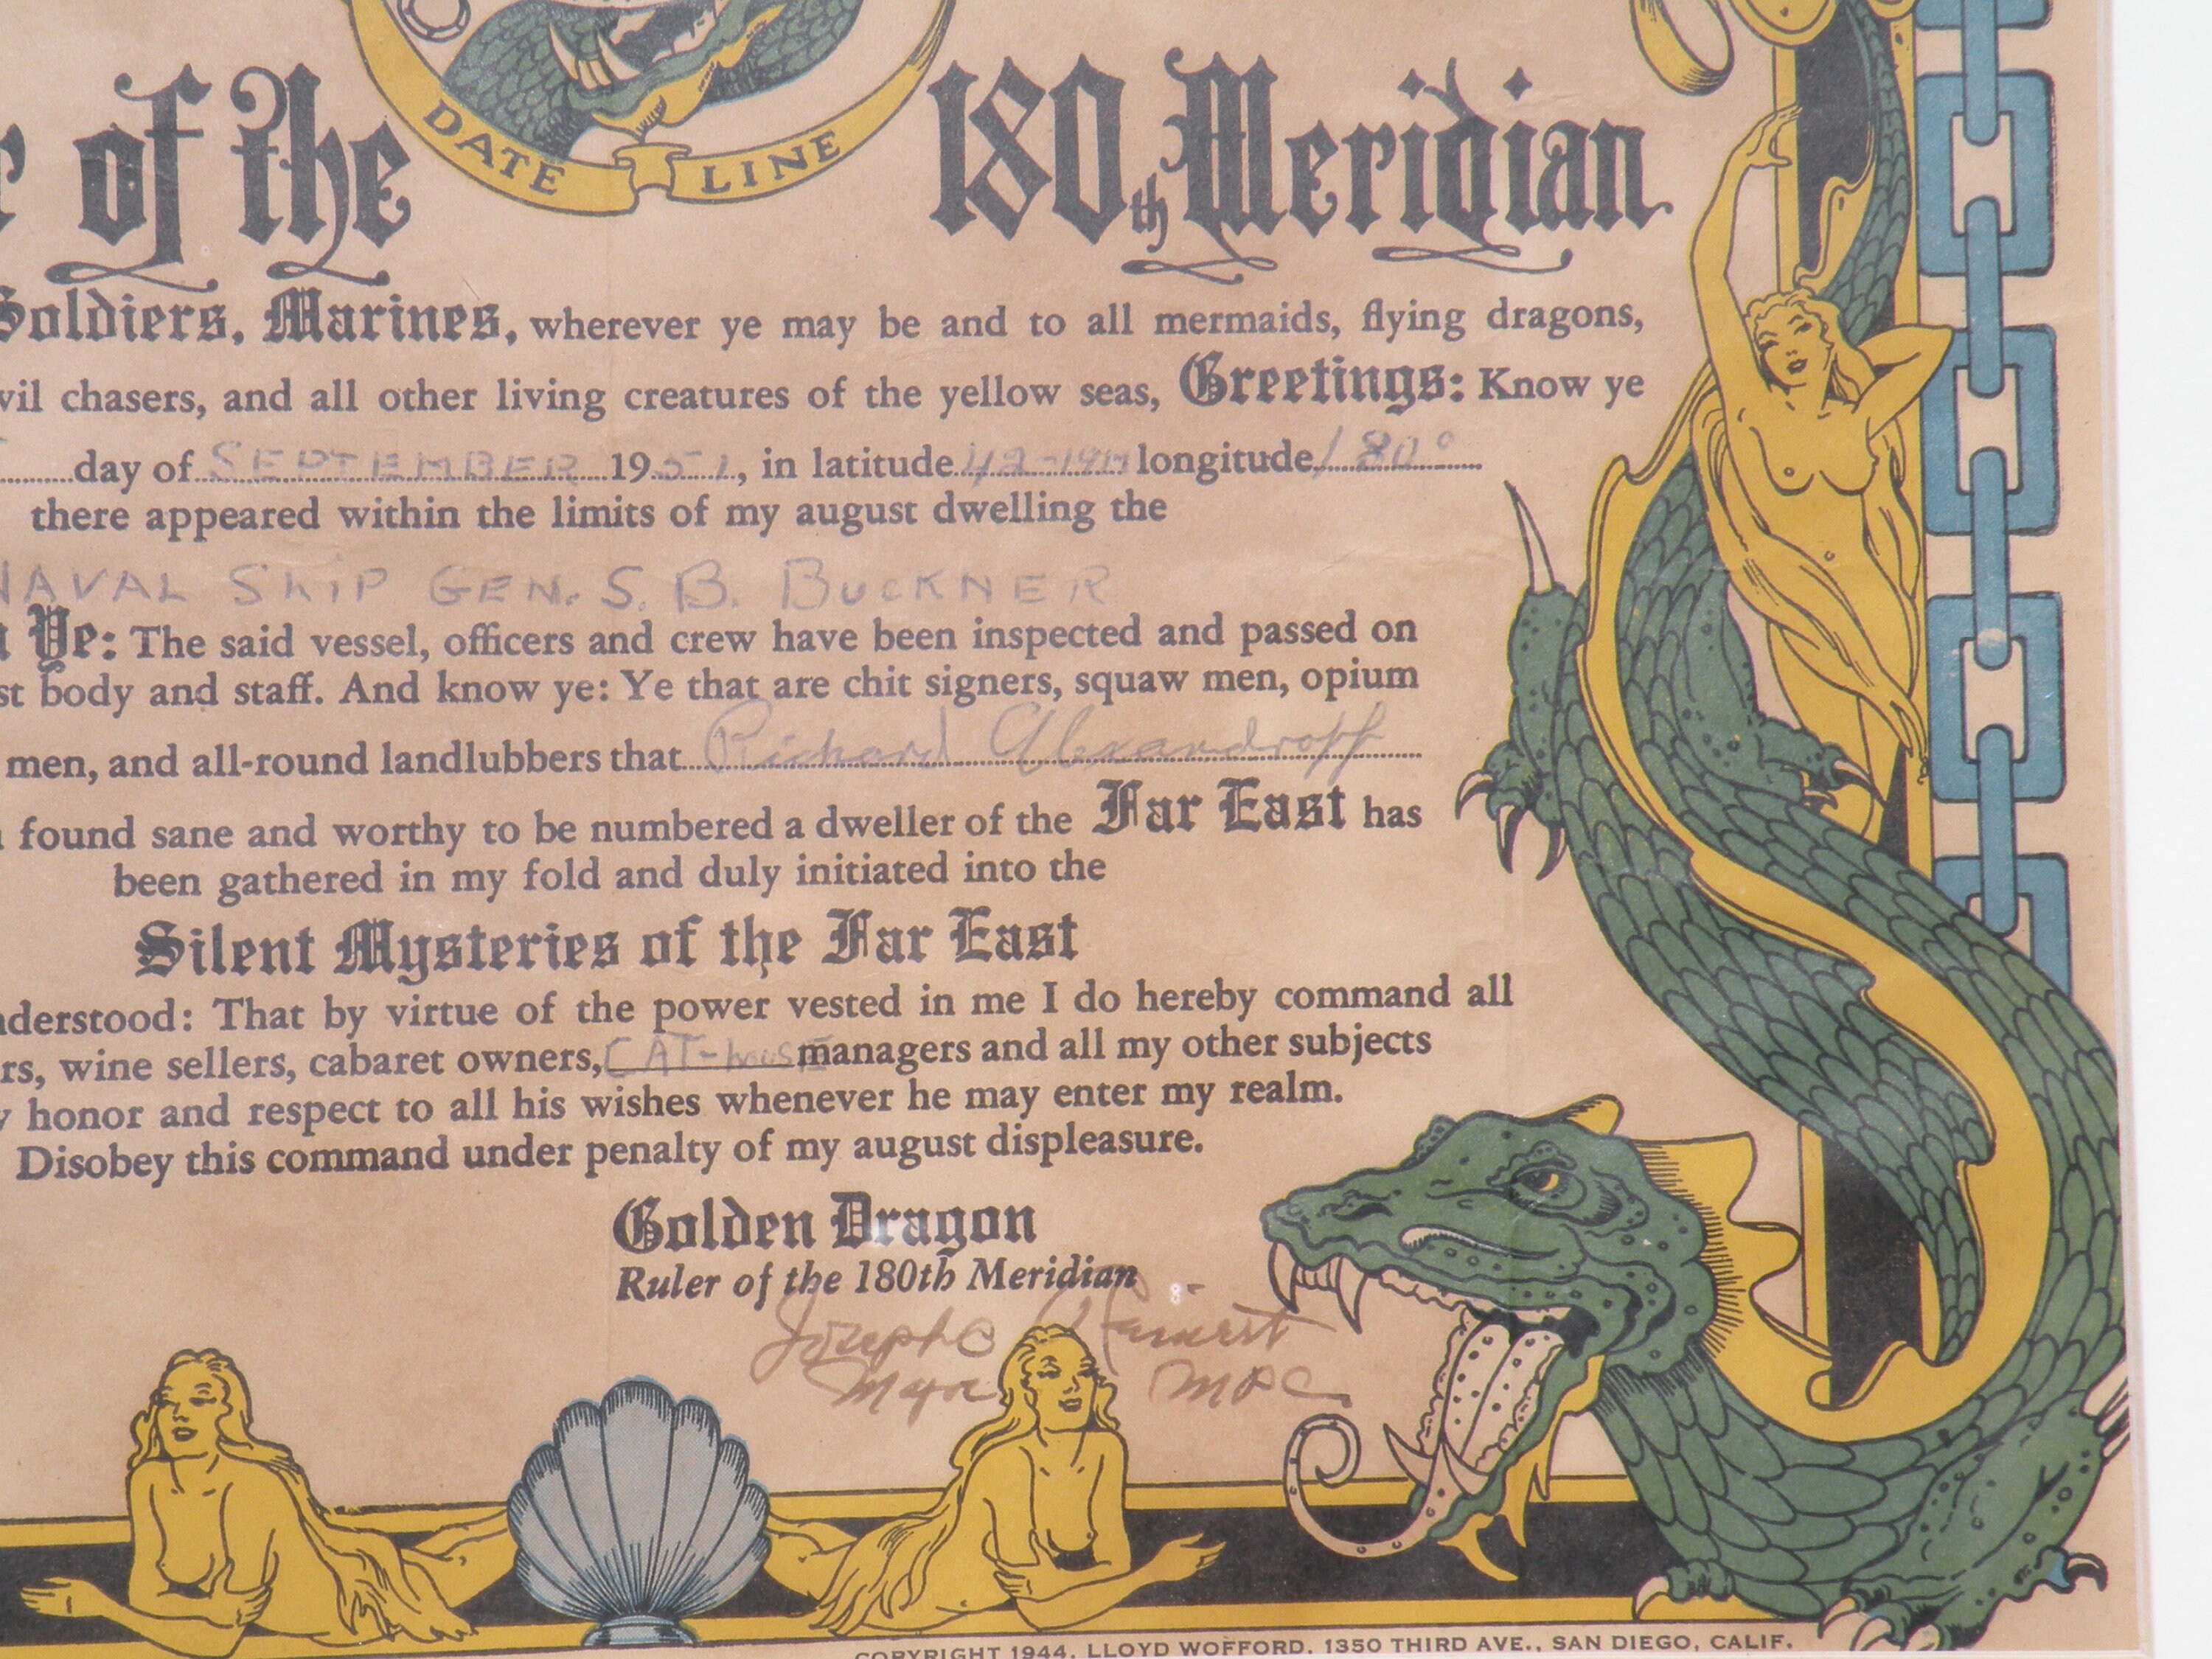 DATE LINE
of the 180th Meridian
Soldiers, Marines, wherever ye may be and to all mermaids, flying dragons,
vil chasers, and all other living creatures of the yellow seas, Greetings: Know ye
day of SEPTEMBER 1951, in latitude longitude 180°
there appeared within the limits of my august dwelling the
NAVAL ShiP GEN. S. B. BUCKNER
Ye: The said vessel, officers and crew have been inspected and passed on
st body and staff. And know ye: Ye that are chit signers, squaw men, opium
men, and all-round landlubbers that Richard Alexandroff
found sane and worthy to be numbered a dweller of the Far East has
been gathered in my fold and duly initiated into the
Silent Mysteries of the Far East
nderstood: That by virtue of the power vested in me I do hereby command all
rs, wine sellers, cabaret owners, CAT-housE managers and all my other subjects
y honor and respect to all his wishes whenever he may enter my realm.
Disobey this command under penalty of my august displeasure.
Golden Dragon
Ruler of the 180th Meridian
Joseph
COPYRIGHT 1944, LLOYD WOFFORD, 1350 THIRD AVE., SAN DIEGO, CALIF.